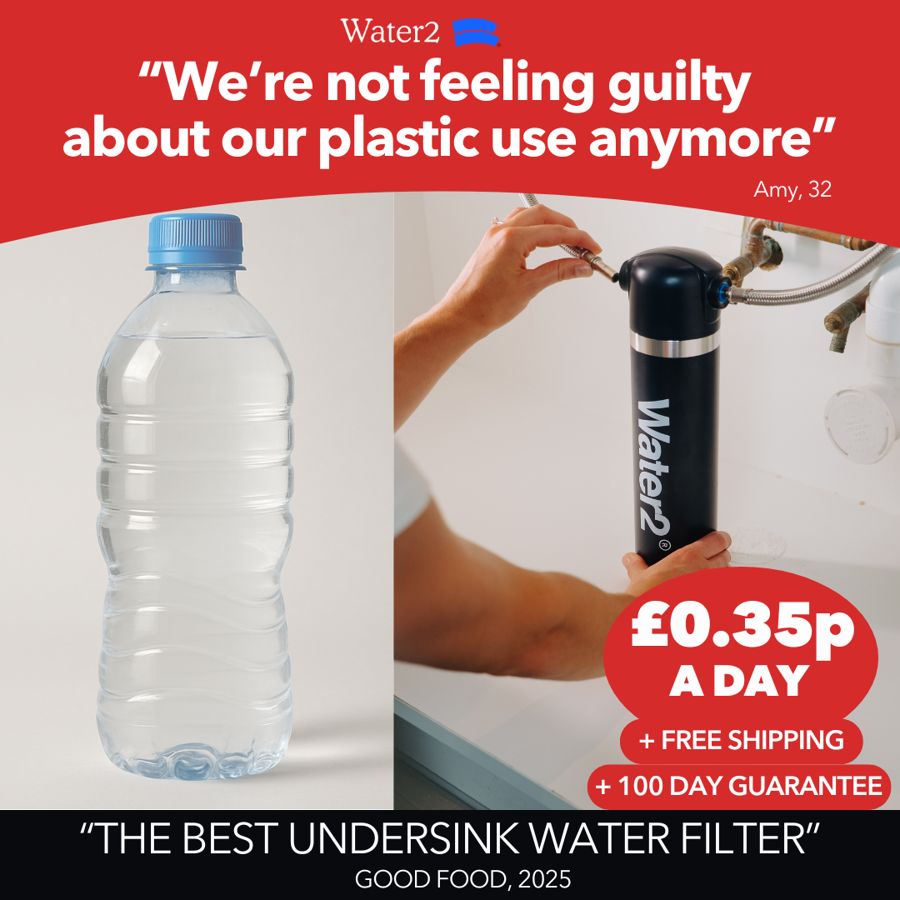 Water2
“We’re not feeling guilty
about our plastic use anymore”
Amy, 32
Water2®
£0.35p
A DAY
+ FREE SHIPPING
+ 100 DAY GUARANTEE
“THE BEST UNDERSINK WATER FILTER”
GOOD FOOD, 2025